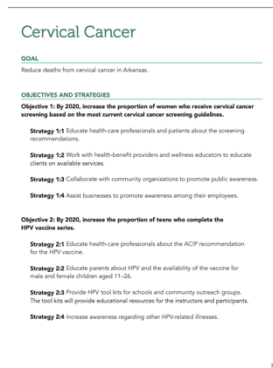 Cervical Cancer
GOAL
Reduce deaths from cervical cancer in Arkansas.
OBJECTIVES AND STRATEGIES
Objective 1: By 2020, increase the proportion of women who receive cervical cancer
screening based on the most current cervical cancer screening guidelines.
Strategy 1:1 Educate health-care professionals and patients about the screening
recommendations.
Strategy 1:2 Work with health-benefit providers and wellness educators to educate
clients on available services.
Strategy 1:3 Collaborate with community organizations to promote public awareness.
Strategy 1:4 Assist businesses to promote awareness among their employees.
Objective 2: By 2020, increase the proportion of teens who complete the
HPV vaccine series.
Strategy 2:1 Educate health-care professionals about the ACIP recommendation
for the HPV vaccine.
Strategy 2:2 Educate parents about HPV and the availability of the vaccine for
male and female children aged 11–26.
Strategy 2:3 Provide HPV tool kits for schools and community outreach groups.
The tool kits will provide educational resources for the instructors and participants.
Strategy 2:4 Increase awareness regarding other HPV-related illnesses.